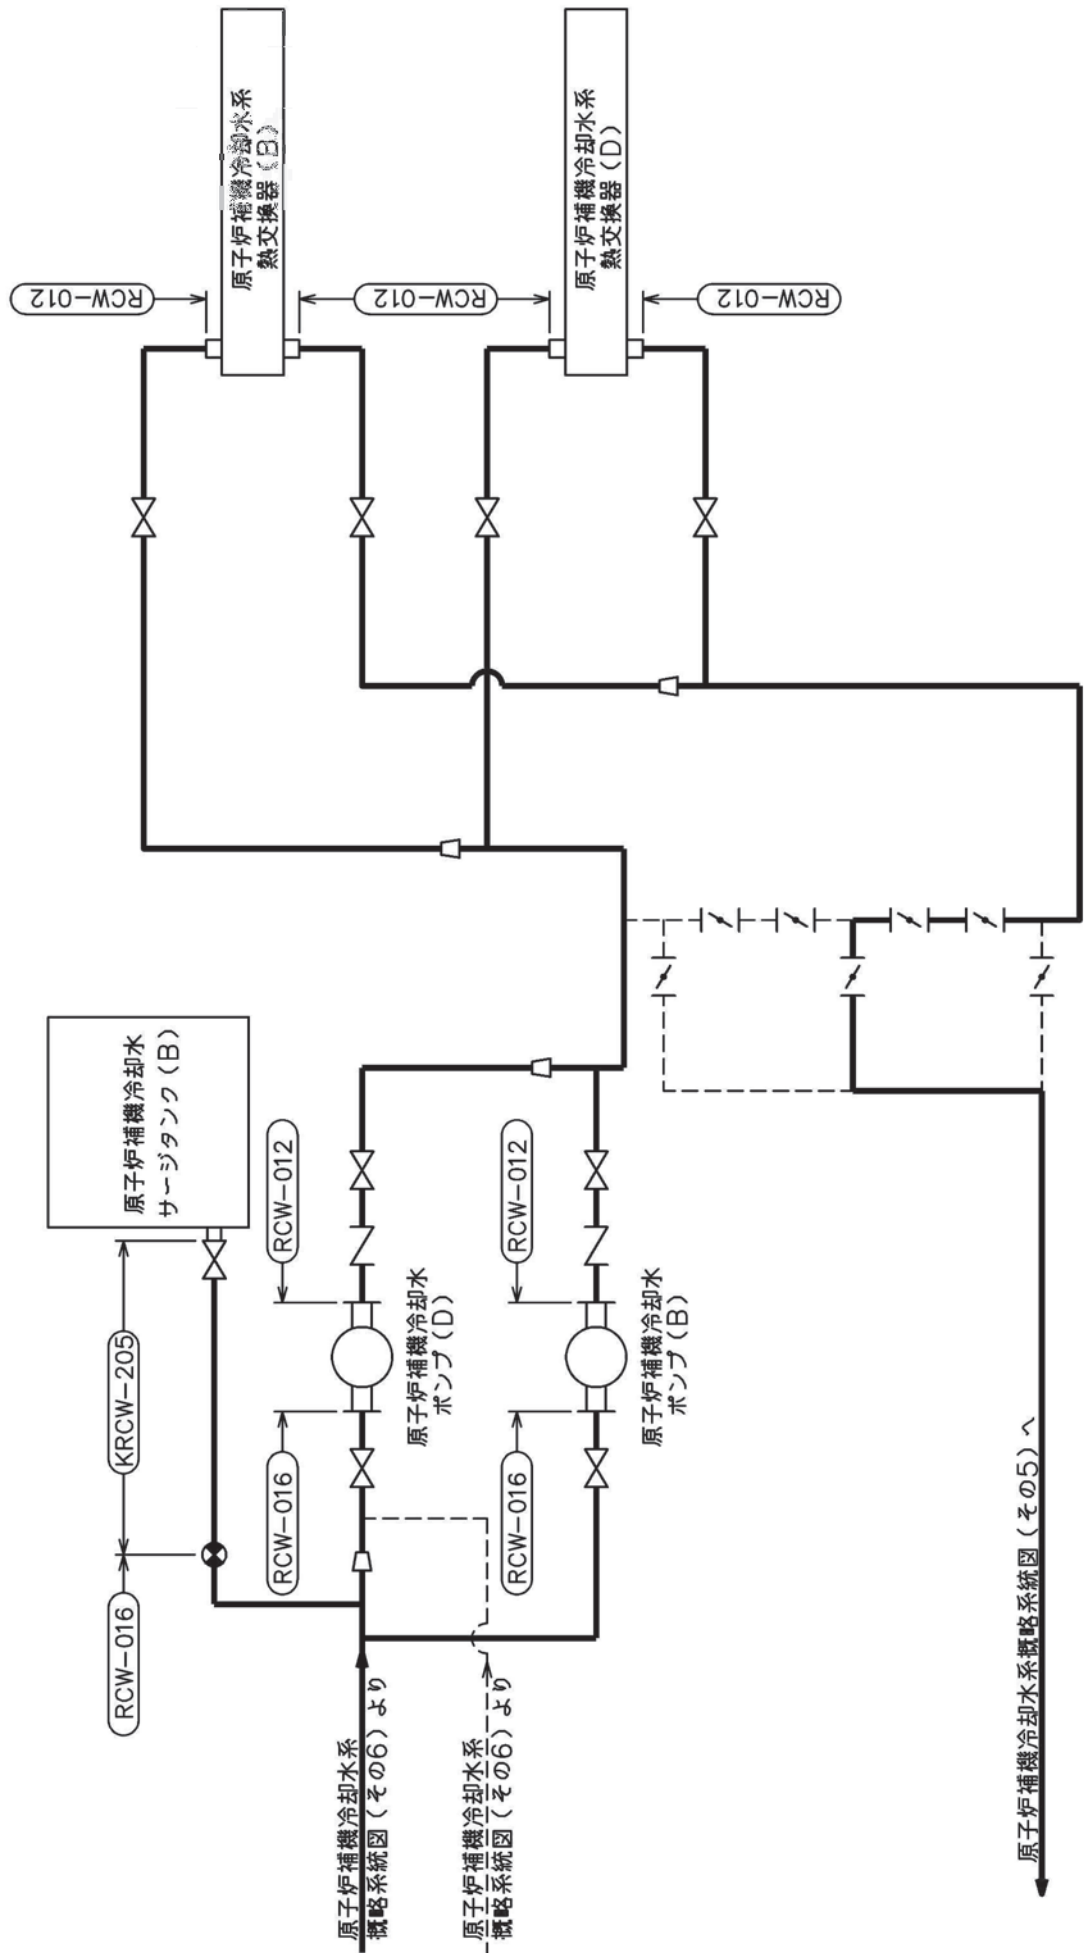 原子炉補機冷却水系
熱交換器(B)
原子炉補機冷却水系
熱交換器(D)
RCW-012
RCW-012
RCW-012
原子炉補機冷却水
サージタンク(B)
KRCW-205
RCW-016
RCW-012
RCW-016
原子炉補機冷却水
ポンプ(D)
RCW-012
RCW-016
原子炉補機冷却水
ポンプ(B)
原子炉補機冷却水系
概略系統図(その6)より
原子炉補機冷却水系
概略系統図(その6)より
原子炉補機冷却水系概略系統図(その5)へ